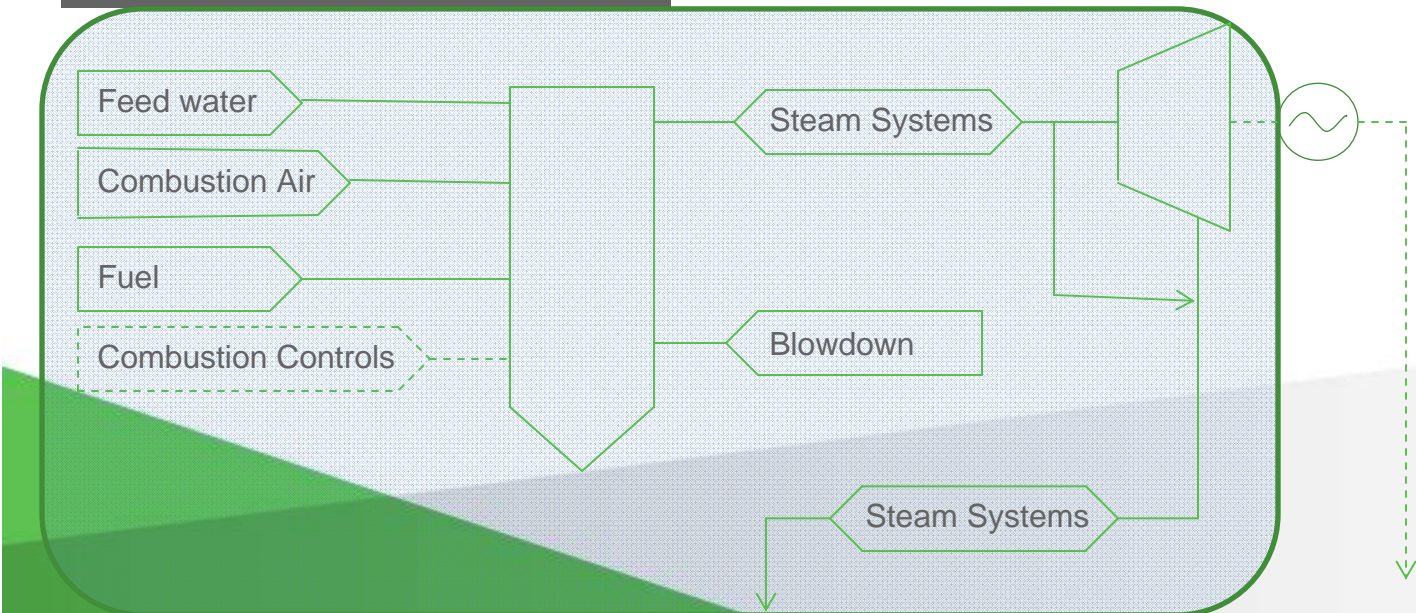 Feed water
Combustion Air
Fuel
Combustion Controls
Steam Systems
Blowdown
Steam Systems